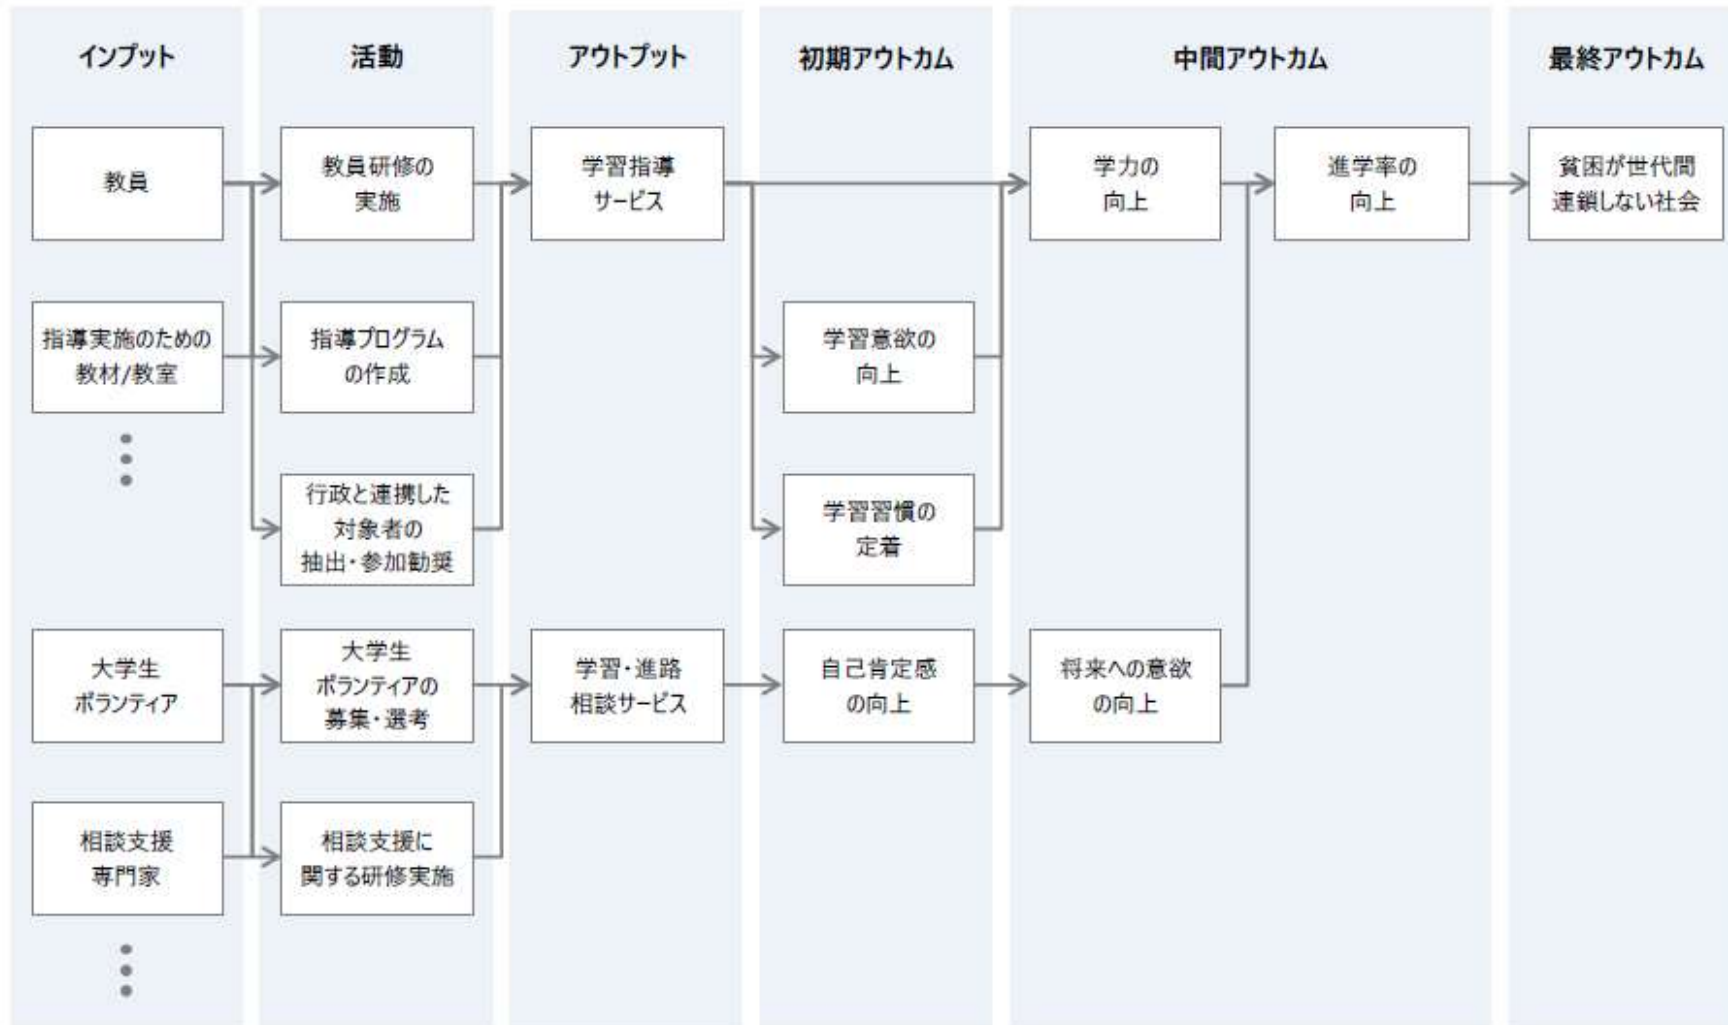 インプット
活動
アウトプット
初期アウトカム
中間アウトカム
最終アウトカム
教員
教員研修の
実施
学習指導
サービス
学力の
向上
進学率の
向上
貧困が世代間
連鎖しない社会
指導実施のための
教材/教室
指導プログラム
の作成
学習意欲の
向上
行政と連携した
対象者の
抽出・参加勧奨
学習習慣の
定着
大学生
ボランティア
大学生
ボランティアの
募集・選考
学習・進路
相談サービス
自己肯定感
の向上
将来への意欲
の向上
相談支援
専門家
相談支援に
関する研修実施